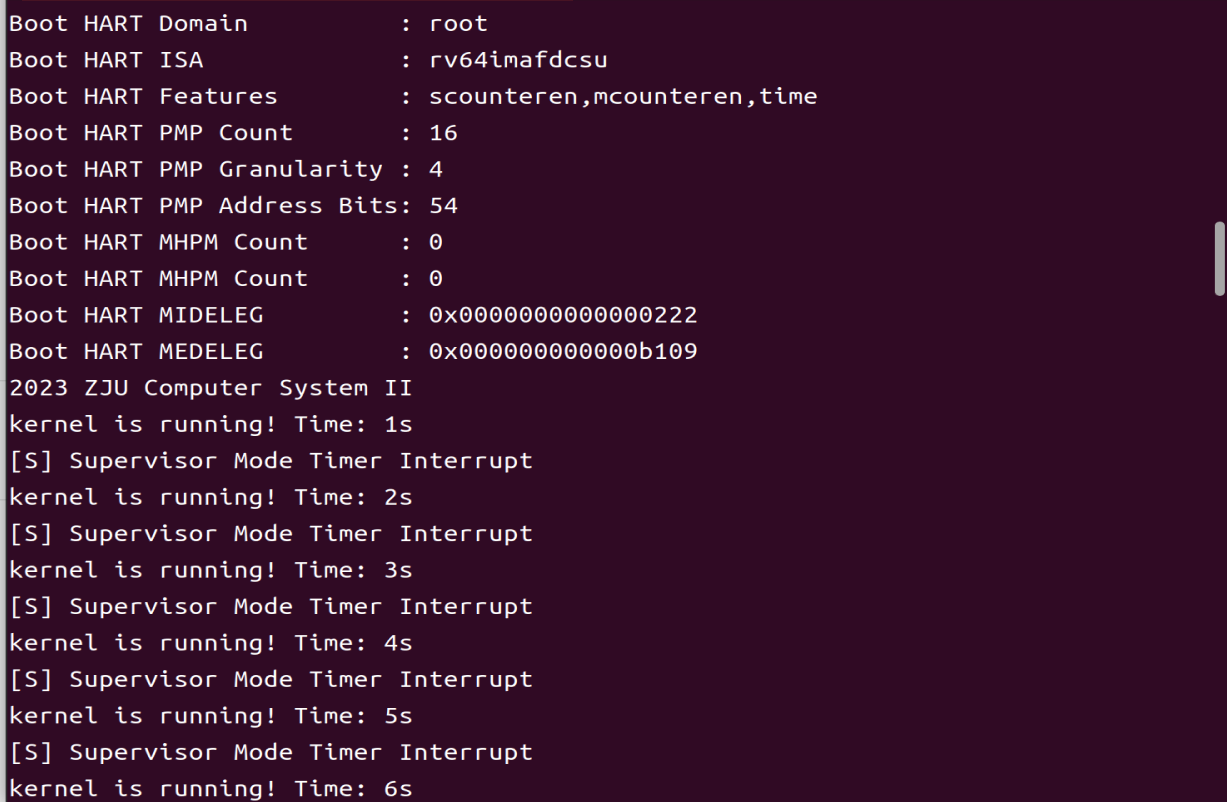 Boot HART Domain : root
Boot HART ISA : rv64imafdcsu
Boot HART Features : scounteren,mcounteren,time
Boot HART PMP Count : 16
Boot HART PMP Granularity : 4
Boot HART PMP Address Bits: 54
Boot HART MHPM Count : 0
Boot HART MHPM Count : 0
Boot HART MIDELEG : 0x0000000000000222
Boot HART MEDELEG : 0x000000000000b109
2023 ZJU Computer System II
kernel is running! Time: 1s
[S] Supervisor Mode Timer Interrupt
kernel is running! Time: 2s
[S] Supervisor Mode Timer Interrupt
kernel is running! Time: 3s
[S] Supervisor Mode Timer Interrupt
kernel is running! Time: 4s
[S] Supervisor Mode Timer Interrupt
kernel is running! Time: 5s
[S] Supervisor Mode Timer Interrupt
kernel is running! Time: 6s